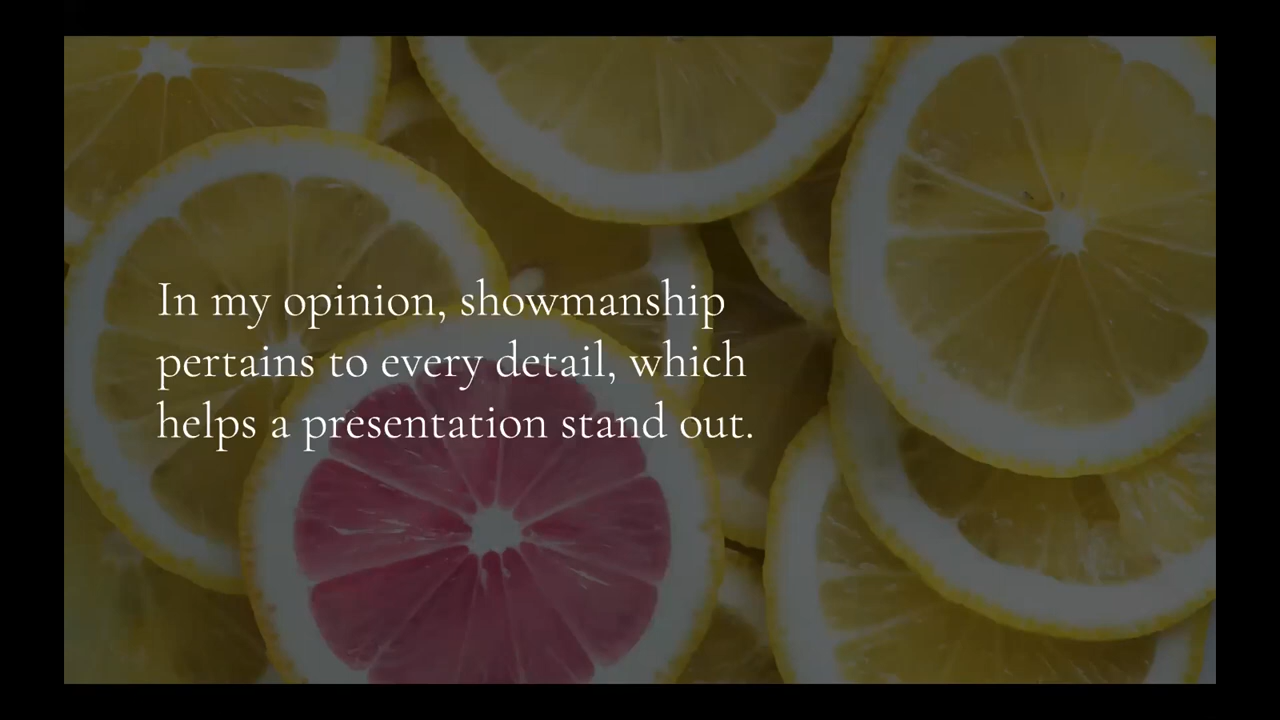 In my opinion, showmanship
pertains to every detail, which
helps a presentation stand out.